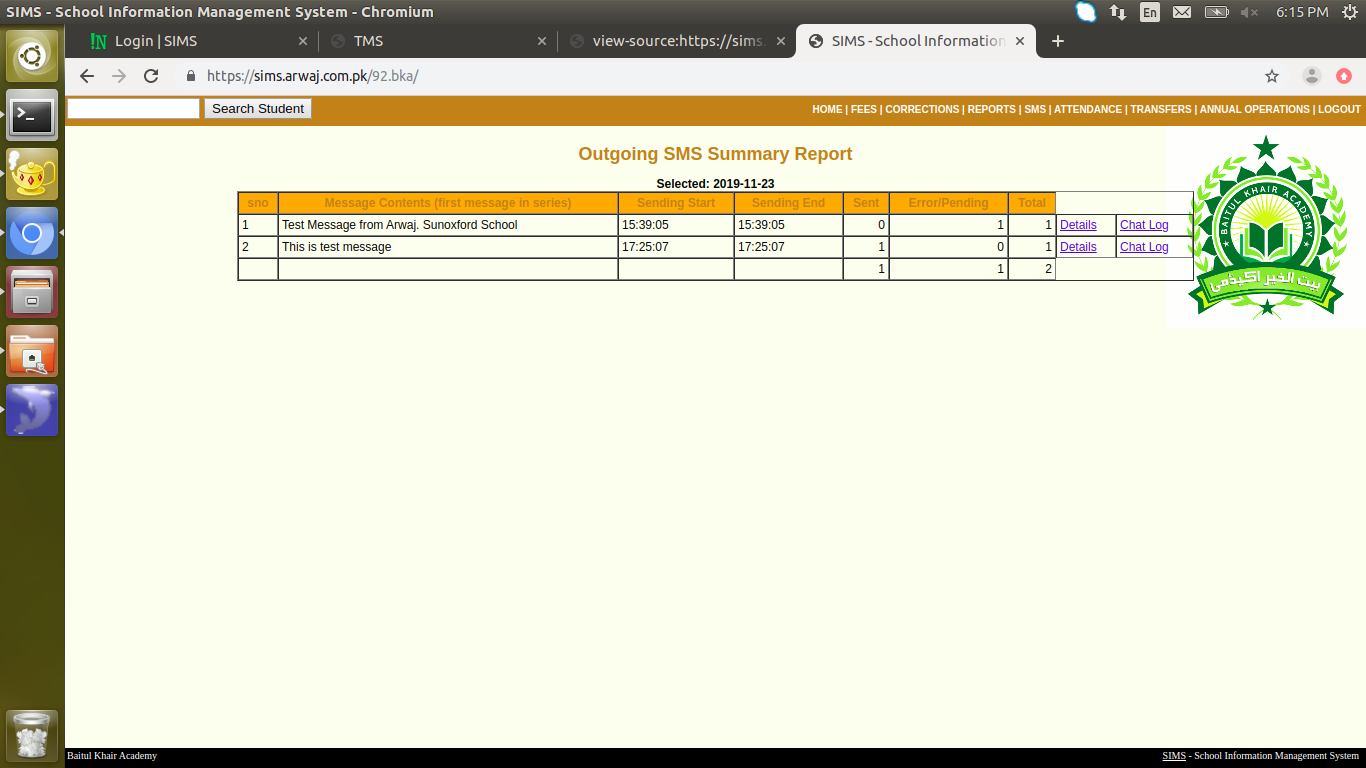 SIMS - School Information Management System - Chromium
En
6:15 PM
Login | SIMS
TMS
view-source:https://sims.
SIMS - School Information
https://sims.arwaj.com.pk/92.bka/
Search Student
HOME | FEES | CORRECTIONS | REPORTS | SMS | ATTENDANCE | TRANSFERS | ANNUAL OPERATIONS | LOGOUT
Outgoing SMS Summary Report
Selected: 2019-11-23
sno Message Contents (first message in series) Sending Start Sending End Sent Error/Pending Total
1 Test Message from Arwaj. Sunoxford School 15:39:05 15:39:05 0 1 1 Details Chat Log
2 This is test message 17:25:07 17:25:07 1 0 1 Details Chat Log
1 1 2
BAITUL KHAIR ACADEMY
بیت الخیر اکیڈمی
Baitul Khair Academy
SIMS - School Information Management System